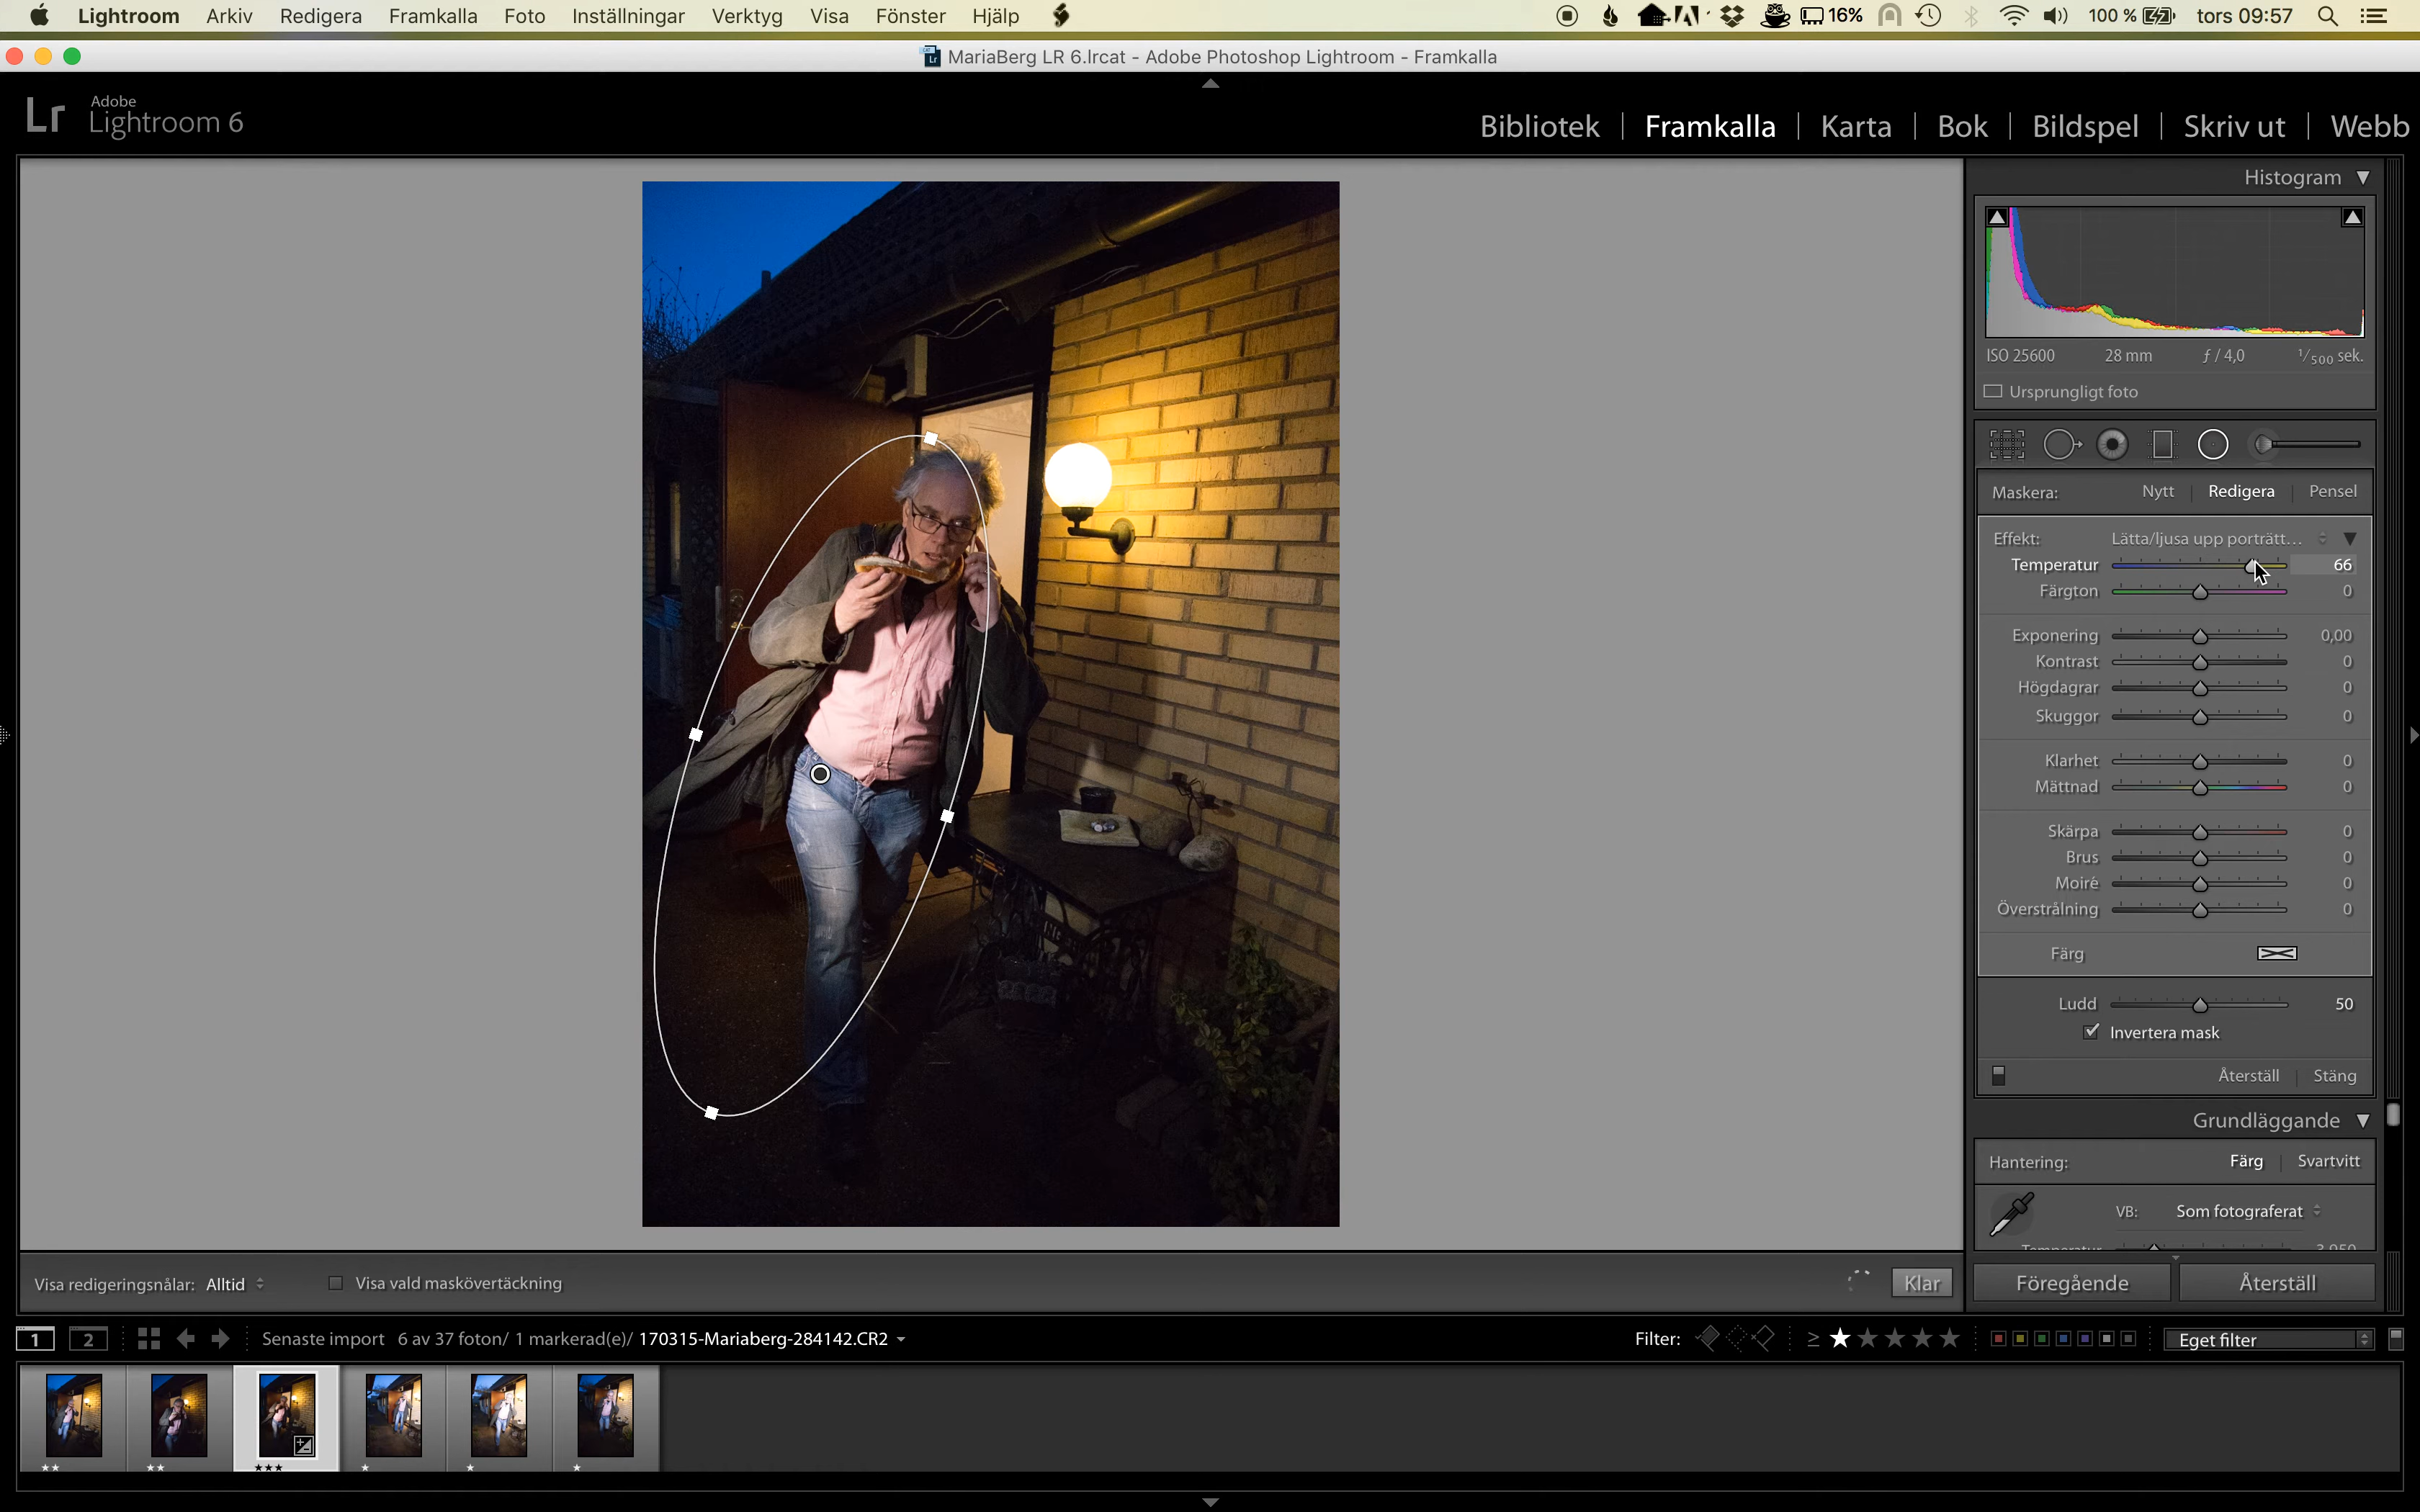 Lightroom Arkiv Redigera Framkalla Foto Inställningar Verktyg Visa Fönster Hjälp 16% 100 % tors 09:57
MariaBerg LR 6.lrcat - Adobe Photoshop Lightroom - Framkalla
Lr Adobe
Lightroom 6
Bibliotek | Framkalla | Karta | Bok | Bildspel | Skriv ut | Webb
Histogram
ISO 25600 28 mm ƒ / 4,0 1/500 sek.
Ursprungligt foto
Maskera: Nytt Redigera Pensel
Effekt: Lätta/ljusa upp porträtt...
Temperatur 66
Färgton 0
Exponering 0,00
Kontrast 0
Högdagrar 0
Skuggor 0
Klarhet 0
Mättnad 0
Skärpa 0
Brus 0
Moiré 0
Överstrålning 0
Färg
Ludd 50
Invertera mask
Återställ Stäng
Grundläggande
Hantering: Färg Svartvitt
VB: Som fotograferat
Temperatur 3 950
Visa redigeringsnålar: Alltid Visa vald maskövertäckning Klar Föregående Återställ
1 2 Senaste import 6 av 37 foton/ 1 markerad(e)/ 170315-Mariaberg-284142.CR2 Filter: ≥ Eget filter